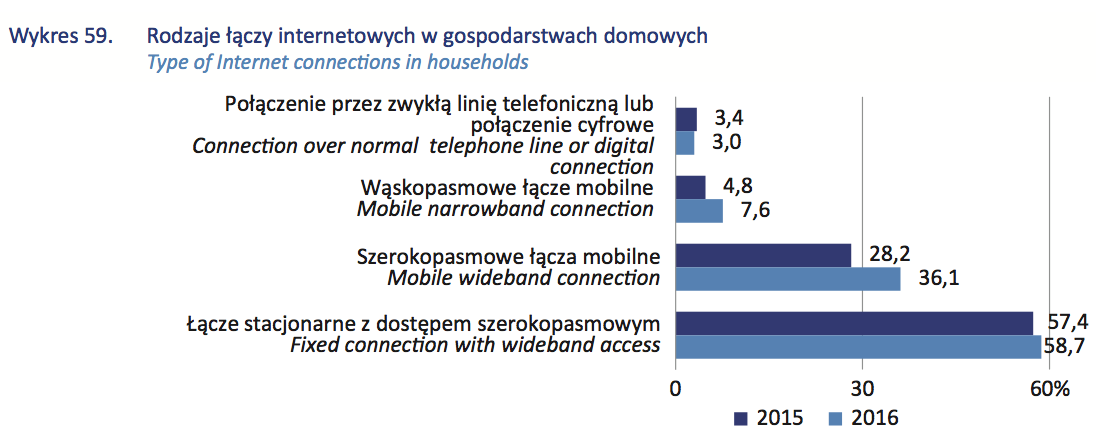 Wykres 59. Rodzaje łączy internetowych w gospodarstwach domowych
Type of Internet connections in households
Połączenie przez zwykłą linię telefoniczną lub
połączenie cyfrowe
Connection over normal telephone line or digital
connection
3,4
3,0
Wąskopasmowe łącze mobilne
Mobile narrowband connection
4,8
7,6
Szerokopasmowe łącza mobilne
Mobile wideband connection
28,2
36,1
Łącze stacjonarne z dostępem szerokopasmowym
Fixed connection with wideband access
57,4
58,7
0 30 60%
2015 2016